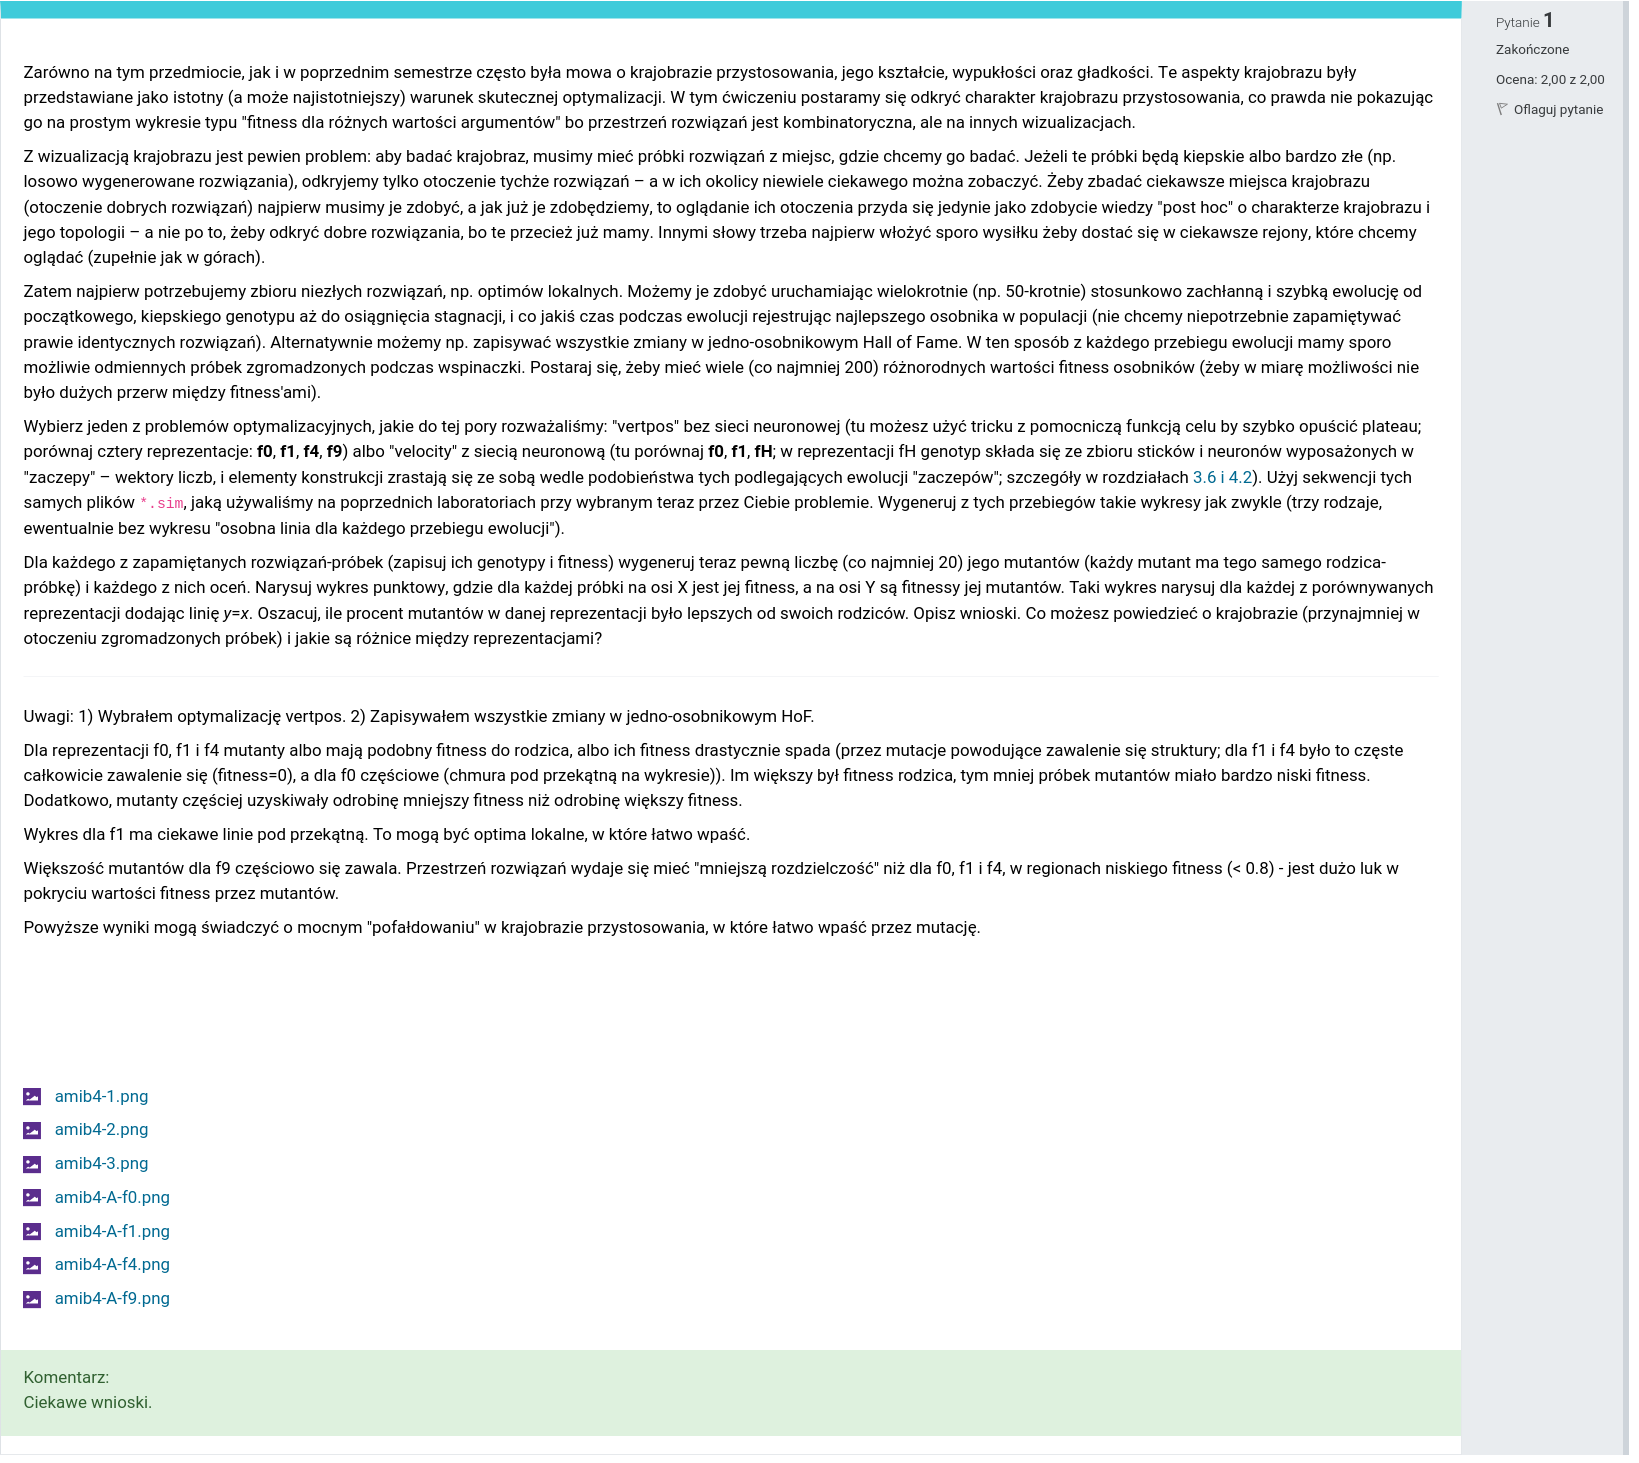 Zarówno na tym przedmiocie, jak i w poprzednim semestrze często była mowa o krajobrazie przystosowania, jego kształcie, wypukłości oraz gładkości. Te aspekty krajobrazu były
przedstawiane jako istotny (a może najistotniejszy) warunek skutecznej optymalizacji. W tym ćwiczeniu postaramy się odkryć charakter krajobrazu przystosowania, co prawda nie pokazując
go na prostym wykresie typu "fitness dla różnych wartości argumentów" bo przestrzeń rozwiązań jest kombinatoryczna, ale na innych wizualizacjach.
Z wizualizacją krajobrazu jest pewien problem: aby badać krajobraz, musimy mieć próbki rozwiązań z miejsc, gdzie chcemy go badać. Jeżeli te próbki będą kiepskie albo bardzo złe (np.
losowo wygenerowane rozwiązania), odkryjemy tylko otoczenie tychże rozwiązań – a w ich okolicy niewiele ciekawego można zobaczyć. Żeby zbadać ciekawsze miejsca krajobrazu
(otoczenie dobrych rozwiązań) najpierw musimy je zdobyć, a jak już je zdobędziemy, to oglądanie ich otoczenia przyda się jedynie jako zdobycie wiedzy "post hoc" o charakterze krajobrazu i
jego topologii – a nie po to, żeby odkryć dobre rozwiązania, bo te przecież już mamy. Innymi słowy trzeba najpierw włożyć sporo wysiłku żeby dostać się w ciekawsze rejony, które chcemy
oglądać (zupełnie jak w górach).
Zatem najpierw potrzebujemy zbioru niezłych rozwiązań, np. optimów lokalnych. Możemy je zdobyć uruchamiając wielokrotnie (np. 50-krotnie) stosunkowo zachłanną i szybką ewolucję od
początkowego, kiepskiego genotypu aż do osiągnięcia stagnacji, i co jakiś czas podczas ewolucji rejestrując najlepszego osobnika w populacji (nie chcemy niepotrzebnie zapamiętywać
prawie identycznych rozwiązań). Alternatywnie możemy np. zapisywać wszystkie zmiany w jedno-osobnikowym Hall of Fame. W ten sposób z każdego przebiegu ewolucji mamy sporo
możliwie odmiennych próbek zgromadzonych podczas wspinaczki. Postaraj się, żeby mieć wiele (co najmniej 200) różnorodnych wartości fitness osobników (żeby w miarę możliwości nie
było dużych przerw między fitness'ami).
Wybierz jeden z problemów optymalizacyjnych, jakie do tej pory rozważaliśmy: "vertpos" bez sieci neuronowej (tu możesz użyć tricku z pomocniczą funkcją celu by szybko opuścić plateau;
porównaj cztery reprezentacje: f0, f1, f4, f9) albo "velocity" z siecią neuronową (tu porównaj f0, f1, fH; w reprezentacji fH genotyp składa się ze zbioru sticków i neuronów wyposażonych w
"zaczepy" – wektory liczb, i elementy konstrukcji zrastają się ze sobą wedle podobieństwa tych podlegających ewolucji "zaczepów"; szczegóły w rozdziałach 3.6 i 4.2). Użyj sekwencji tych
samych plików *.sim, jaką używaliśmy na poprzednich laboratoriach przy wybranym teraz przez Ciebie problemie. Wygeneruj z tych przebiegów takie wykresy jak zwykle (trzy rodzaje,
ewentualnie bez wykresu "osobna linia dla każdego przebiegu ewolucji").
Dla każdego z zapamiętanych rozwiązań-próbek (zapisuj ich genotypy i fitness) wygeneruj teraz pewną liczbę (co najmniej 20) jego mutantów (każdy mutant ma tego samego rodzica-
próbkę) i każdego z nich oceń. Narysuj wykres punktowy, gdzie dla każdej próbki na osi X jest jej fitness, a na osi Y są fitnessy jej mutantów. Taki wykres narysuj dla każdej z porównywanych
reprezentacji dodając linię y=x. Oszacuj, ile procent mutantów w danej reprezentacji było lepszych od swoich rodziców. Opisz wnioski. Co możesz powiedzieć o krajobrazie (przynajmniej w
otoczeniu zgromadzonych próbek) i jakie są różnice między reprezentacjami?
Uwagi: 1) Wybrałem optymalizację vertpos. 2) Zapisywałem wszystkie zmiany w jedno-osobnikowym HoF.
Dla reprezentacji f0, f1 i f4 mutanty albo mają podobny fitness do rodzica, albo ich fitness drastycznie spada (przez mutacje powodujące zawalenie się struktury; dla f1 i f4 było to częste
całkowicie zawalenie się (fitness=0), a dla f0 częściowe (chmura pod przekątną na wykresie)). Im większy był fitness rodzica, tym mniej próbek mutantów miało bardzo niski fitness.
Dodatkowo, mutanty częściej uzyskiwały odrobinę mniejszy fitness niż odrobinę większy fitness.
Wykres dla f1 ma ciekawe linie pod przekątną. To mogą być optima lokalne, w które łatwo wpaść.
Większość mutantów dla f9 częściowo się zawala. Przestrzeń rozwiązań wydaje się mieć "mniejszą rozdzielczość" niż dla f0, f1 i f4, w regionach niskiego fitness (< 0.8) - jest dużo luk w
pokryciu wartości fitness przez mutantów.
Powyższe wyniki mogą świadczyć o mocnym "pofałdowaniu" w krajobrazie przystosowania, w które łatwo wpaść przez mutację.
amib4-1.png
amib4-2.png
amib4-3.png
amib4-A-f0.png
amib4-A-f1.png
amib4-A-f4.png
amib4-A-f9.png
Komentarz:
Ciekawe wnioski.
Pytanie 1
Zakończone
Ocena: 2,00 z 2,00
Oflaguj pytanie